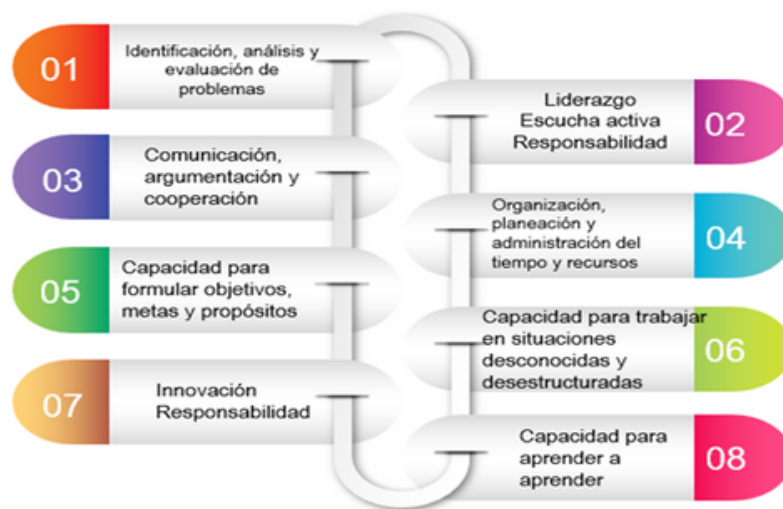 01
Identificación, análisis y
evaluación de
problemas
02
Liderazgo
Escucha activa
Responsabilidad
03
Comunicación,
argumentación y
cooperación
04
Organización,
planeación y
administración del
tiempo y recursos
05
Capacidad para
formular objetivos,
metas y propósitos
06
Capacidad para trabajar
en situaciones
desconocidas y
desestructuradas
07
Innovación
Responsabilidad
08
Capacidad para
aprender a
aprender